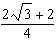 (2√3 + 2)/4